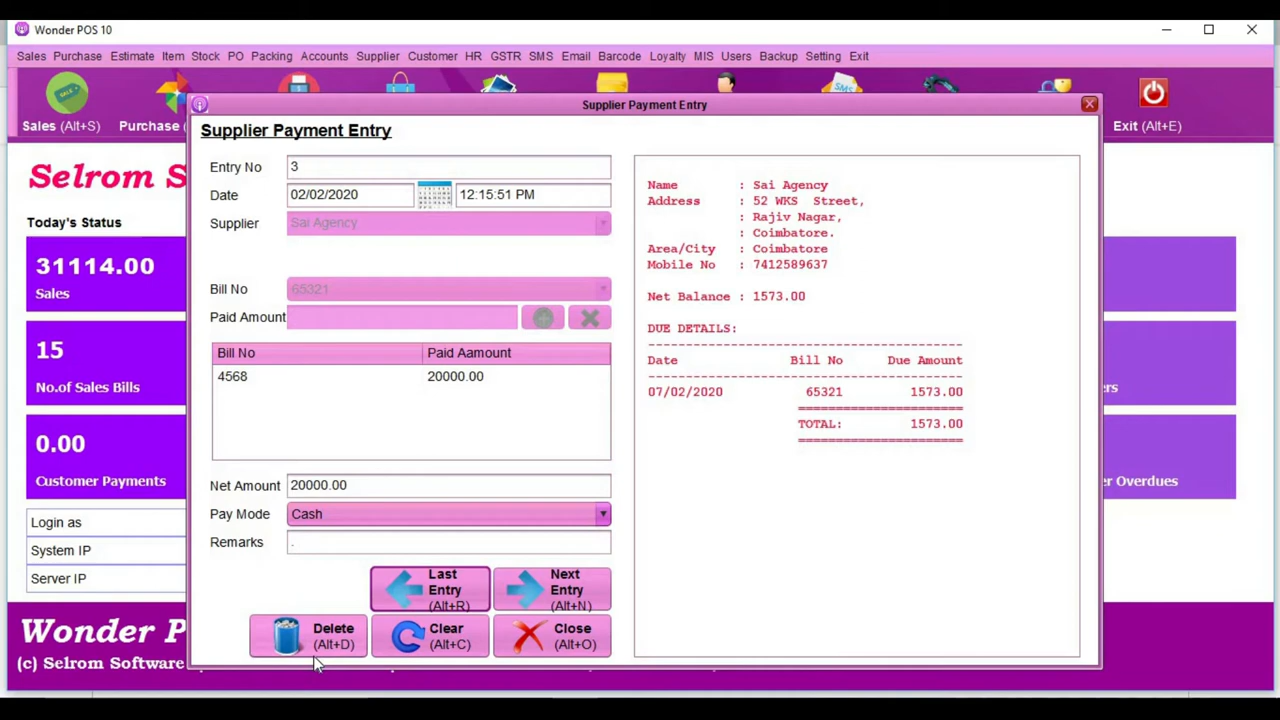 Wonder POS 10
Sales Purchase Estimate Item Stock PO Packing Accounts Supplier Customer HR GSTR SMS Email Barcode Loyalty MIS Users Backup Setting Exit
Sales (Alt+S)
Purchase
Exit (Alt+E)
Supplier Payment Entry
Selrom S
Today's Status
31114.00
Sales
15
No.of Sales Bills
0.00
Customer Payments
Login as
System IP
Server IP
Wonder P
(c) Selrom Software
Supplier Payment Entry
Entry No 3
Date 02/02/2020 12:15:51 PM
Supplier Sai Agency
Bill No 65321
Paid Amount
Bill No Paid Aamount
4568 20000.00
Net Amount 20000.00
Pay Mode Cash
Remarks .
Last Entry (Alt+R)
Next Entry (Alt+N)
Delete (Alt+D)
Clear (Alt+C)
Close (Alt+O)
Name : Sai Agency
Address : 52 WKS Street,
: Rajiv Nagar,
: Coimbatore.
Area/City : Coimbatore
Mobile No : 7412589637
Net Balance : 1573.00
DUE DETAILS:
Date Bill No Due Amount
07/02/2020 65321 1573.00
TOTAL: 1573.00
rs
r Overdues